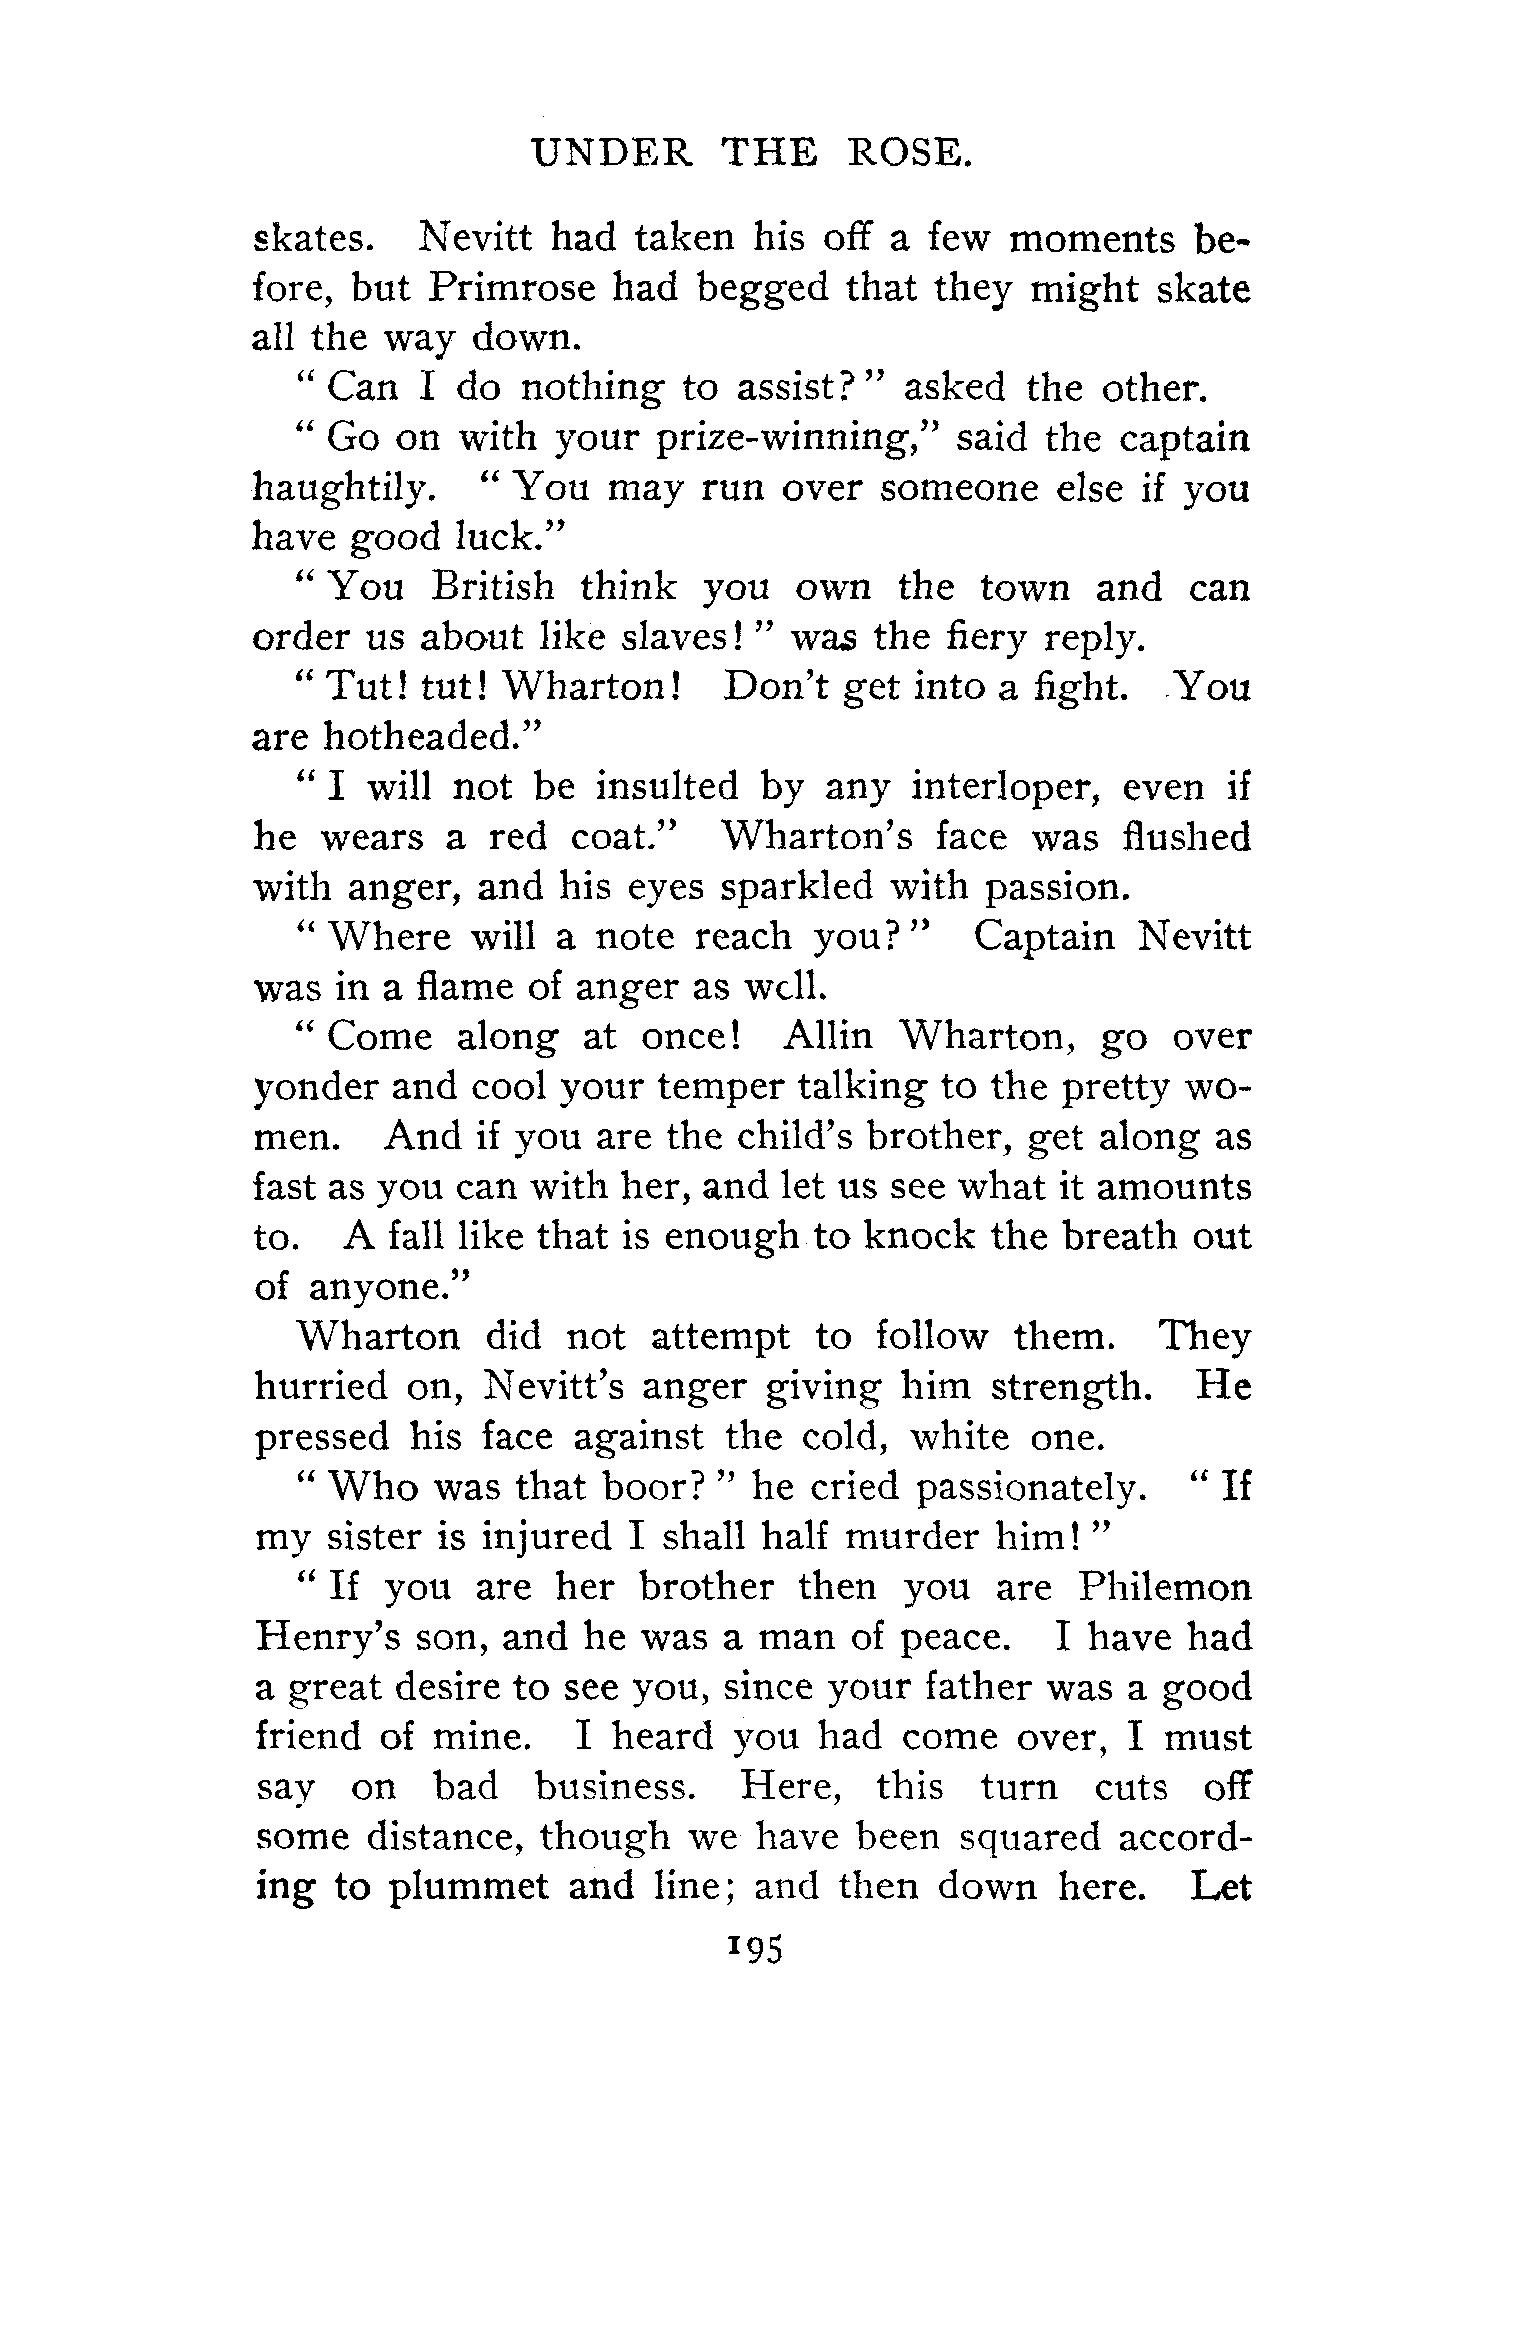 UNDER THE ROSE.
skates. Nevitt had taken his off a few moments be-
fore, but Primrose had begged that they might skate
all the way down.
" Can I do nothing to assist? " asked the other.
" Go on with your prize-winning," said the captain
haughtily. " You may run over someone else if you
have good luck."
" You British think you own the town and can
order us about like slaves! " was the fiery reply.
" Tut! tut! Wharton! Don't get into a fight. You
are hotheaded."
" I will not be insulted by any interloper, even if
he wears a red coat." Wharton's face was flushed
with anger, and his eyes sparkled with passion.
" Where will a note reach you? " Captain Nevitt
was in a flame of anger as well.
" Come along at once! Allin Wharton, go over
yonder and cool your temper talking to the pretty wo-
men. And if you are the child's brother, get along as
fast as you can with her, and let us see what it amounts
to. A fall like that is enough to knock the breath out
of anyone."
Wharton did not attempt to follow them. They
hurried on, Nevitt's anger giving him strength. He
pressed his face against the cold, white one.
" Who was that boor? " he cried passionately. " If
my sister is injured I shall half murder him! "
" If you are her brother then you are Philemon
Henry's son, and he was a man of peace. I have had
a great desire to see you, since your father was a good
friend of mine. I heard you had come over, I must
say on bad business. Here, this turn cuts off
some distance, though we have been squared accord-
ing to plummet and line; and then down here. Let
195